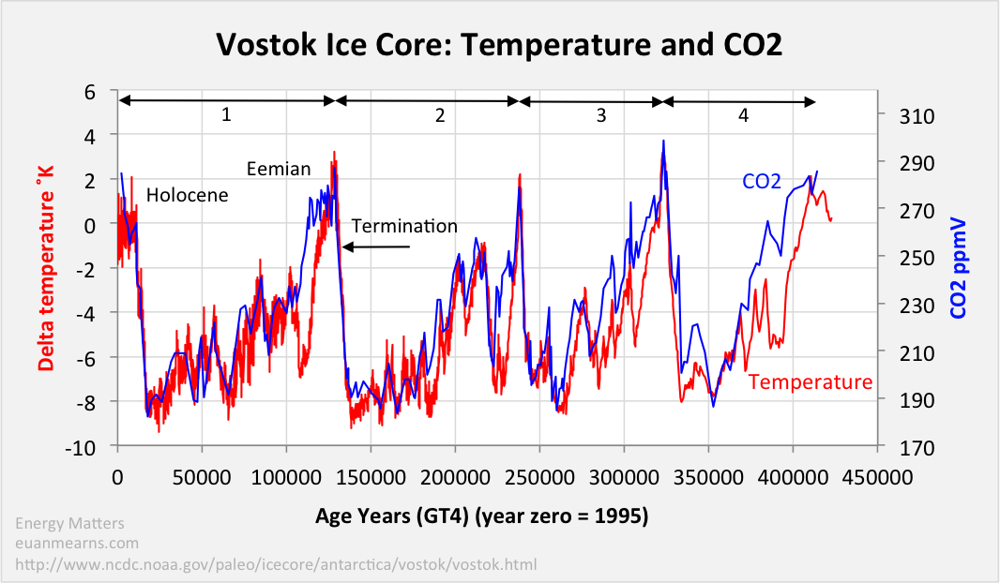 Vostok Ice Core: Temperature and CO2
6
4
2
0
-2
-4
-6
-8
-10
Delta temperature ˚K
1
2
3
4
Eemian
Holocene
Termination
CO2
Temperature
310
290
270
250
230
210
190
170
CO2 ppmV
0
50000
100000
150000
200000
250000
300000
350000
400000
450000
Age Years (GT4) (year zero = 1995)
Energy Matters
euanmearns.com
http://www.ncdc.noaa.gov/paleo/icecore/antarctica/vostok/vostok.html